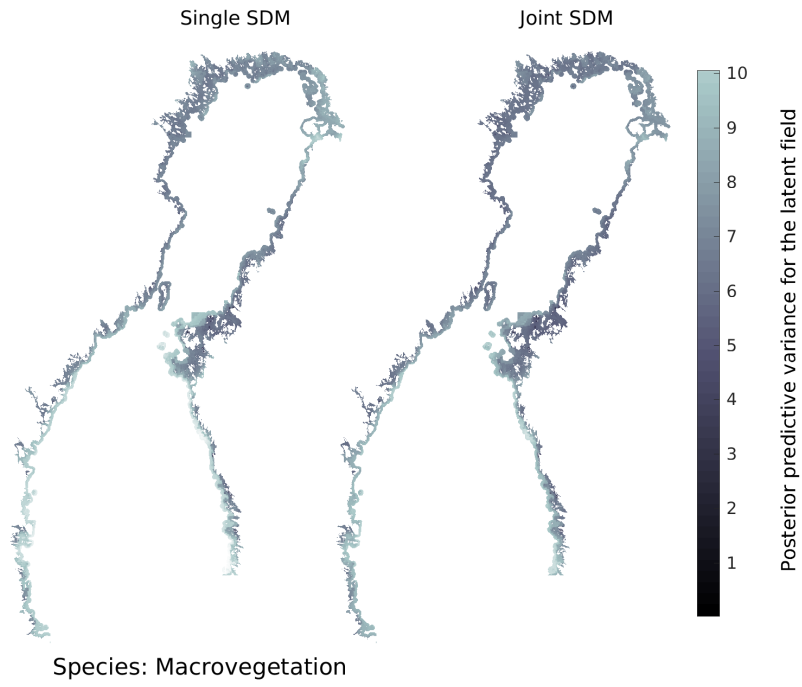 Single SDM
Joint SDM
10
9
8
7
6
5
4
3
2
1
Posterior predictive variance for the latent field
Species: Macrovegetation